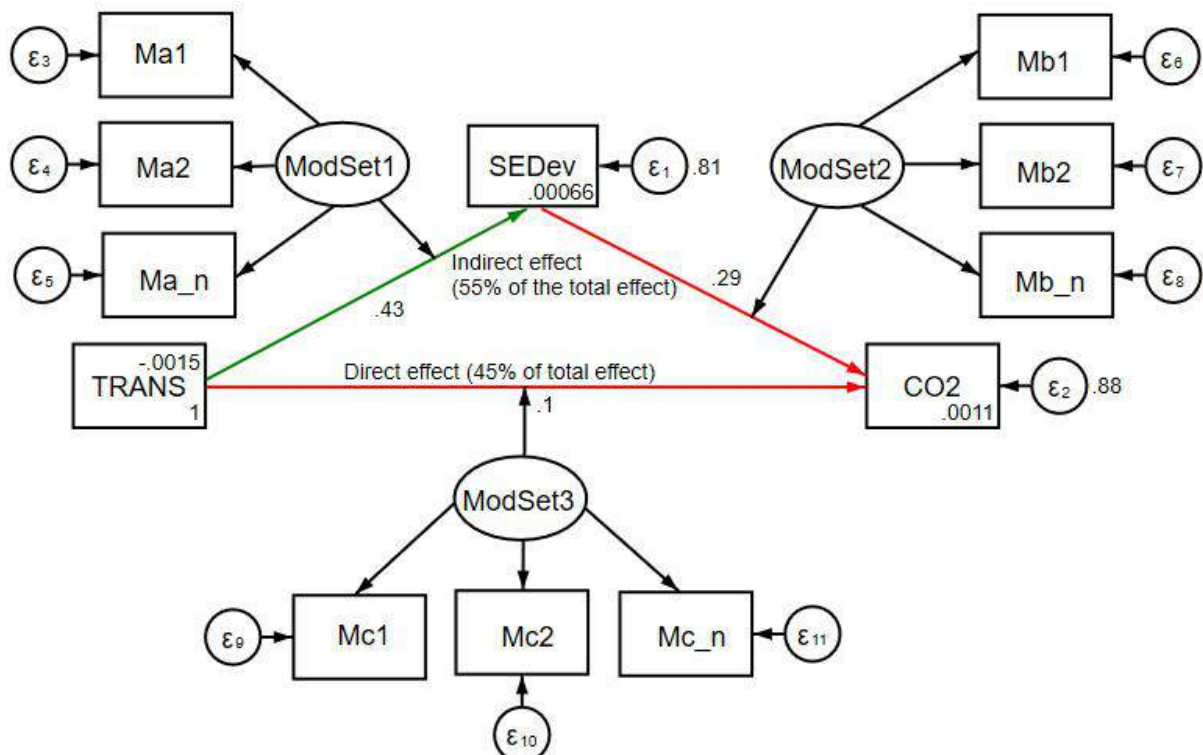 ε3
Ma1
Mb1
ε6
ε4
Ma2
ModSet1
SEDev
.00066
ε1
.81
ModSet2
Mb2
ε7
ε5
Ma_n
Indirect effect
(55% of the total effect)
.43
.29
Mb_n
ε8
-.0015
TRANS
1
Direct effect (45% of total effect)
.1
CO2
.0011
ε2
.88
ModSet3
ε9
Mc1
Mc2
Mc_n
ε11
ε10